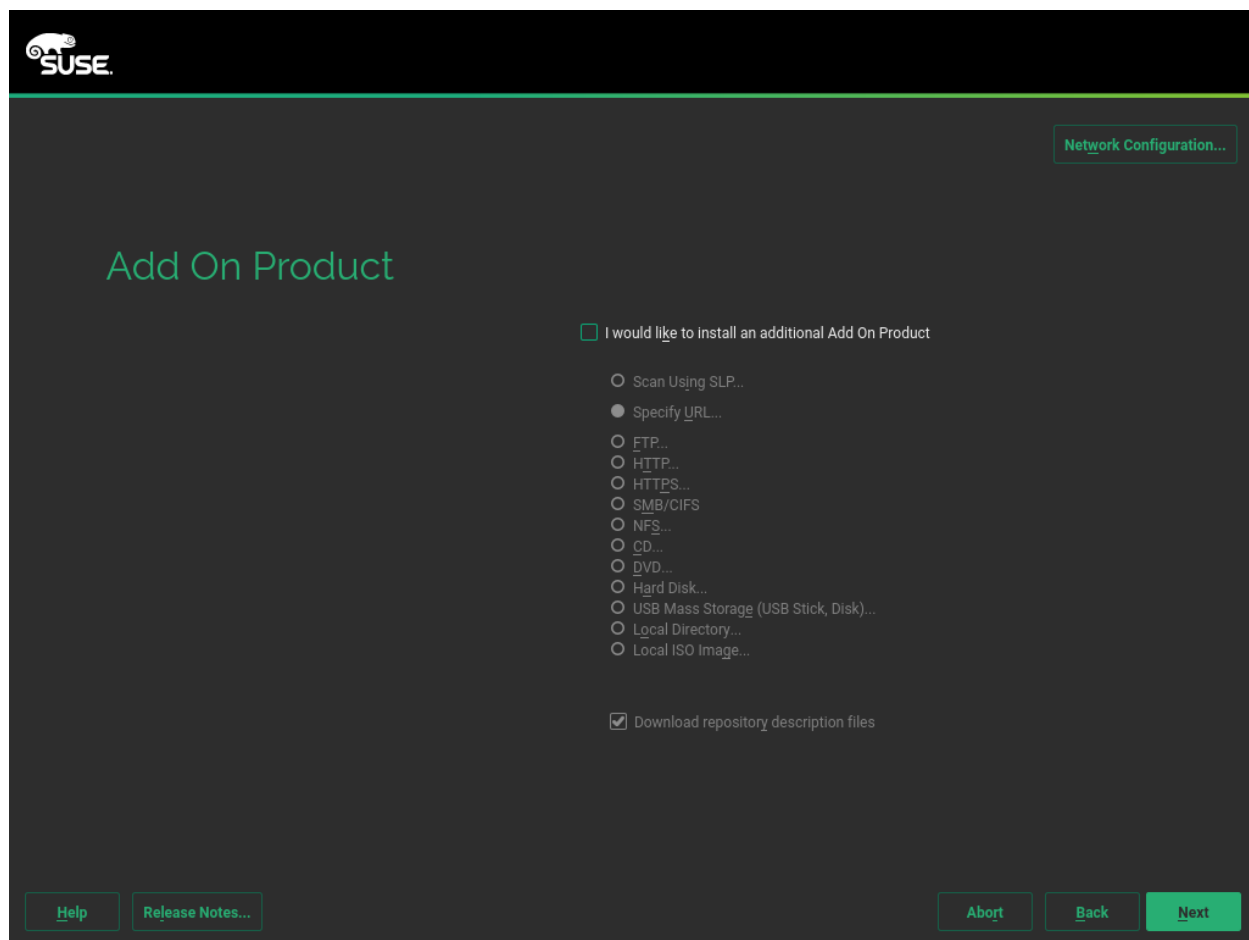 SUSE.
Network Configuration...
Add On Product
I would like to install an additional Add On Product
Scan Using SLP...
Specify URL...
FTP...
HTTP...
HTTPS...
SMB/CIFS
NFS...
CD...
DVD...
Hard Disk...
USB Mass Storage (USB Stick, Disk)...
Local Directory...
Local ISO Image...
Download repository description files
Help Release Notes... Abort Back Next